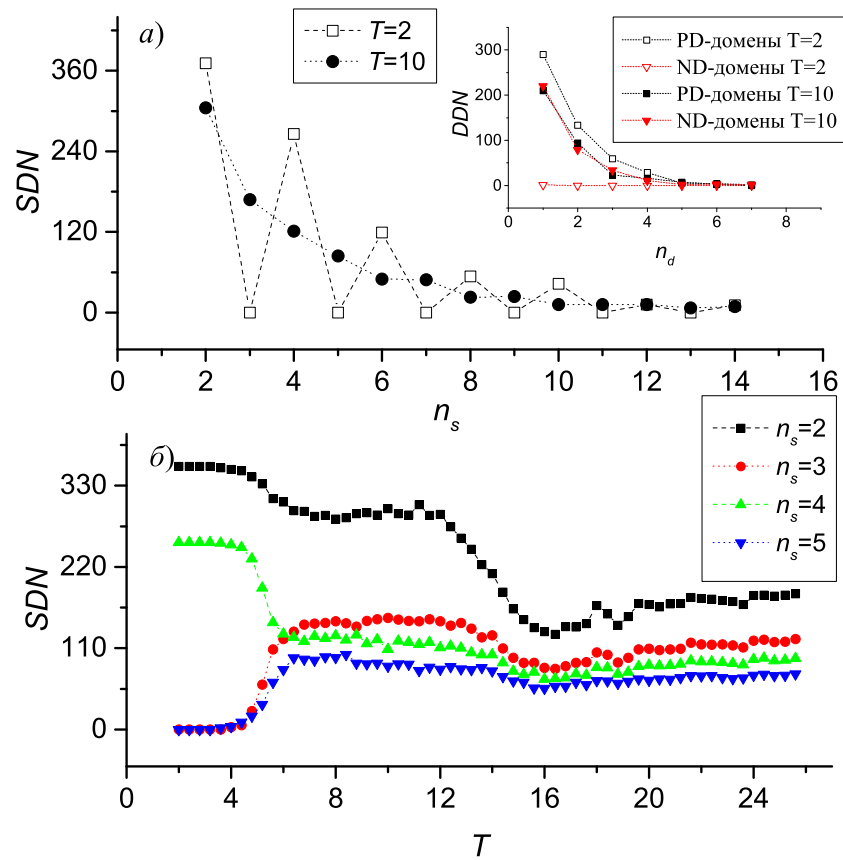 а)
T=2
T=10
PD-домены T=2
ND-домены T=2
PD-домены T=10
ND-домены T=10
300
200
100
0
DDN
0 2 4 6 8
n_d
360
240
120
0
SDN
0 2 4 6 8 10 12 14 16
n_s
б)
n_s=2
n_s=3
n_s=4
n_s=5
330
220
110
0
SDN
0 4 8 12 16 20 24
T